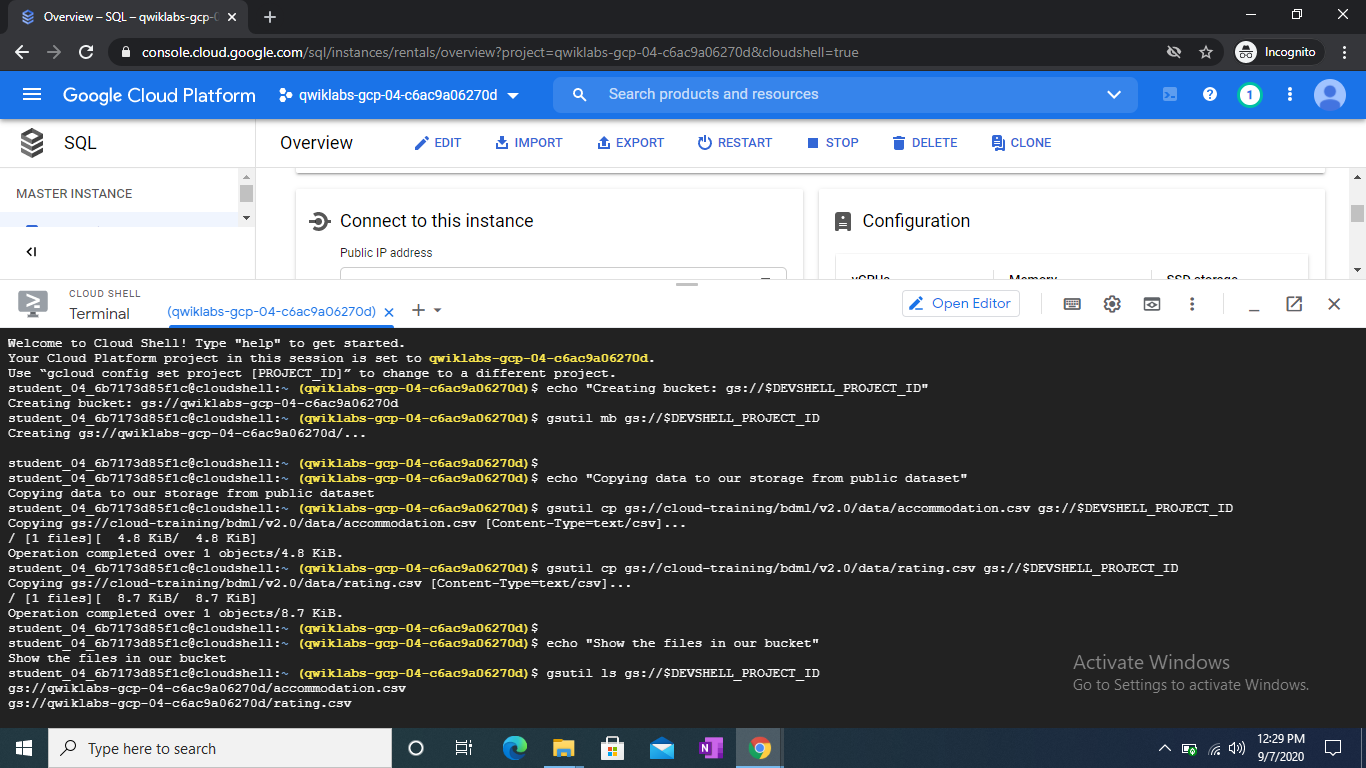 Overview – SQL – qwiklabs-gcp-0
console.cloud.google.com/sql/instances/rentals/overview?project=qwiklabs-gcp-04-c6ac9a06270d&cloudshell=true
Incognito
Google Cloud Platform
qwiklabs-gcp-04-c6ac9a06270d
Search products and resources
1
SQL
Overview
EDIT
IMPORT
EXPORT
RESTART
STOP
DELETE
CLONE
MASTER INSTANCE
Connect to this instance
Public IP address
Configuration
vCPUs
Memory
SSD storage
CLOUD SHELL
Terminal
(qwiklabs-gcp-04-c6ac9a06270d)
Open Editor
Welcome to Cloud Shell! Type "help" to get started.
Your Cloud Platform project in this session is set to qwiklabs-gcp-04-c6ac9a06270d.
Use “gcloud config set project [PROJECT_ID]” to change to a different project.
student_04_6b7173d85f1c@cloudshell:~ (qwiklabs-gcp-04-c6ac9a06270d)$ echo "Creating bucket: gs://$DEVSHELL_PROJECT_ID"
Creating bucket: gs://qwiklabs-gcp-04-c6ac9a06270d
student_04_6b7173d85f1c@cloudshell:~ (qwiklabs-gcp-04-c6ac9a06270d)$ gsutil mb gs://$DEVSHELL_PROJECT_ID
Creating gs://qwiklabs-gcp-04-c6ac9a06270d/...
student_04_6b7173d85f1c@cloudshell:~ (qwiklabs-gcp-04-c6ac9a06270d)$
student_04_6b7173d85f1c@cloudshell:~ (qwiklabs-gcp-04-c6ac9a06270d)$ echo "Copying data to our storage from public dataset"
Copying data to our storage from public dataset
student_04_6b7173d85f1c@cloudshell:~ (qwiklabs-gcp-04-c6ac9a06270d)$ gsutil cp gs://cloud-training/bdml/v2.0/data/accommodation.csv gs://$DEVSHELL_PROJECT_ID
Copying gs://cloud-training/bdml/v2.0/data/accommodation.csv [Content-Type=text/csv]...
/ [1 files][  4.8 KiB/  4.8 KiB]
Operation completed over 1 objects/4.8 KiB.
student_04_6b7173d85f1c@cloudshell:~ (qwiklabs-gcp-04-c6ac9a06270d)$ gsutil cp gs://cloud-training/bdml/v2.0/data/rating.csv gs://$DEVSHELL_PROJECT_ID
Copying gs://cloud-training/bdml/v2.0/data/rating.csv [Content-Type=text/csv]...
/ [1 files][  8.7 KiB/  8.7 KiB]
Operation completed over 1 objects/8.7 KiB.
student_04_6b7173d85f1c@cloudshell:~ (qwiklabs-gcp-04-c6ac9a06270d)$
student_04_6b7173d85f1c@cloudshell:~ (qwiklabs-gcp-04-c6ac9a06270d)$ echo "Show the files in our bucket"
Show the files in our bucket
student_04_6b7173d85f1c@cloudshell:~ (qwiklabs-gcp-04-c6ac9a06270d)$ gsutil ls gs://$DEVSHELL_PROJECT_ID
gs://qwiklabs-gcp-04-c6ac9a06270d/accommodation.csv
gs://qwiklabs-gcp-04-c6ac9a06270d/rating.csv
Activate Windows
Go to Settings to activate Windows.
Type here to search
12:29 PM
9/7/2020